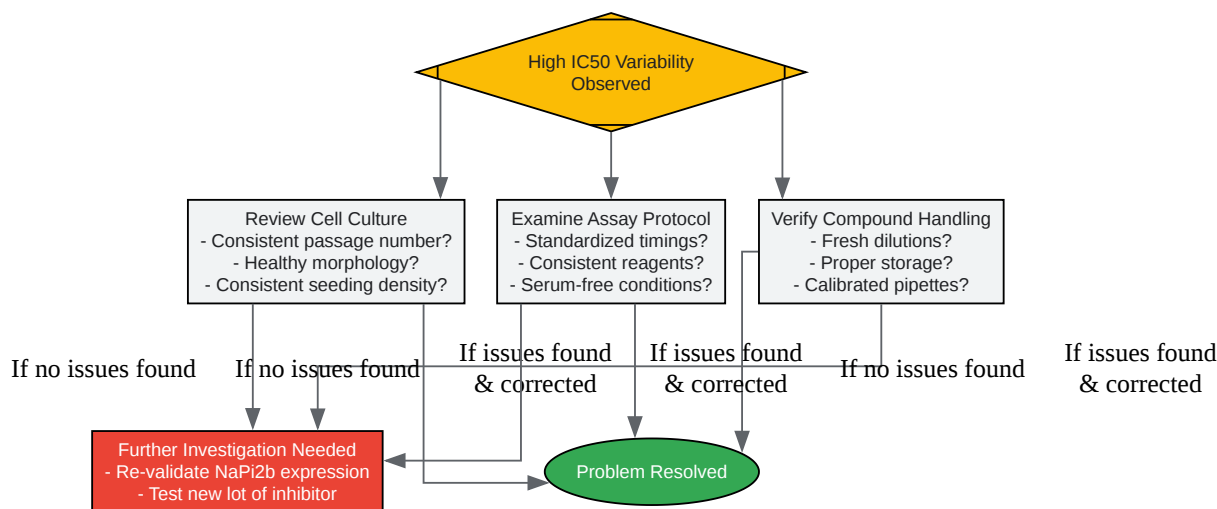 High IC50 Variability
Observed
Review Cell Culture
- Consistent passage number?
- Healthy morphology?
- Consistent seeding density?
Examine Assay Protocol
- Standardized timings?
- Consistent reagents?
- Serum-free conditions?
Verify Compound Handling
- Fresh dilutions?
- Proper storage?
- Calibrated pipettes?
If no issues found
If no issues found
If issues found
& corrected
If issues found
& corrected
If no issues found
If issues found
& corrected
Further Investigation Needed
- Re-validate NaPi2b expression
- Test new lot of inhibitor
Problem Resolved